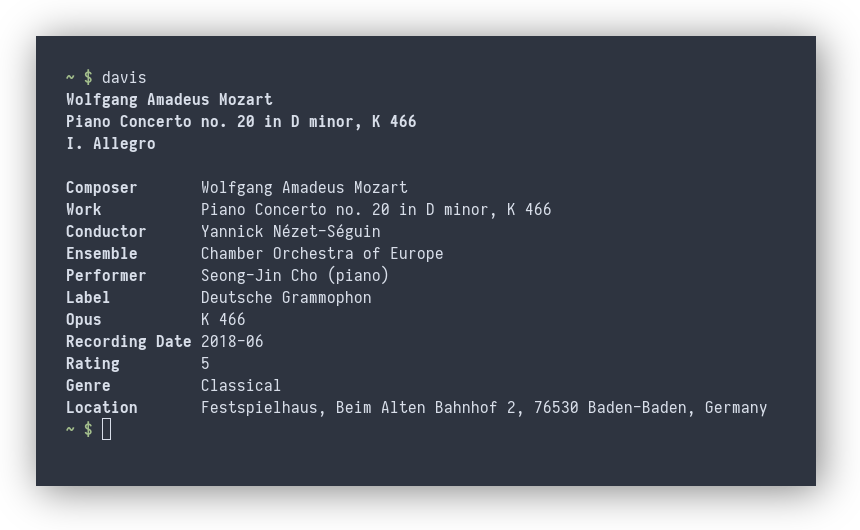 ~ $ davis
Wolfgang Amadeus Mozart
Piano Concerto no. 20 in D minor, K 466
I. Allegro

Composer       Wolfgang Amadeus Mozart
Work           Piano Concerto no. 20 in D minor, K 466
Conductor      Yannick Nézet-Séguin
Ensemble       Chamber Orchestra of Europe
Performer      Seong-Jin Cho (piano)
Label          Deutsche Grammophon
Opus           K 466
Recording Date 2018-06
Rating         5
Genre          Classical
Location       Festspielhaus, Beim Alten Bahnhof 2, 76530 Baden-Baden, Germany
~ $